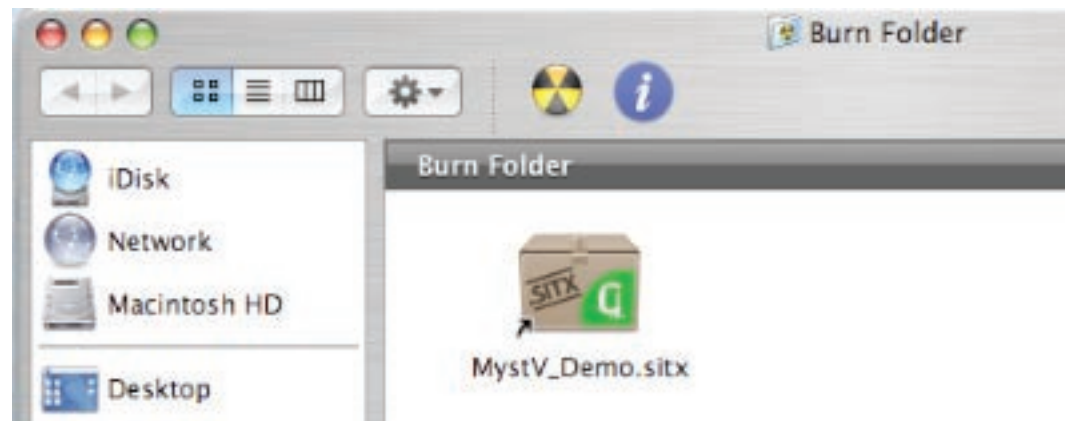 Burn Folder
i
Burn Folder
iDisk
Network
Macintosh HD
Desktop
SITX
MystV_Demo.sitx